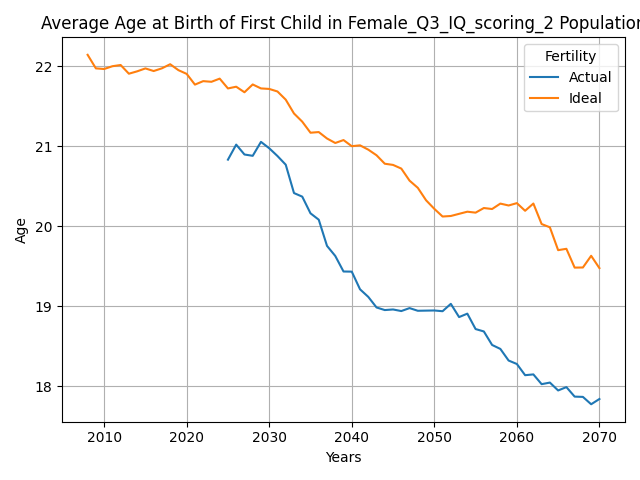 Average Age at Birth of First Child in Female_Q3_IQ_scoring_2 Population
Fertility
Actual
Ideal
22
21
20
19
18
Age
2010
2020
2030
2040
2050
2060
2070
Years